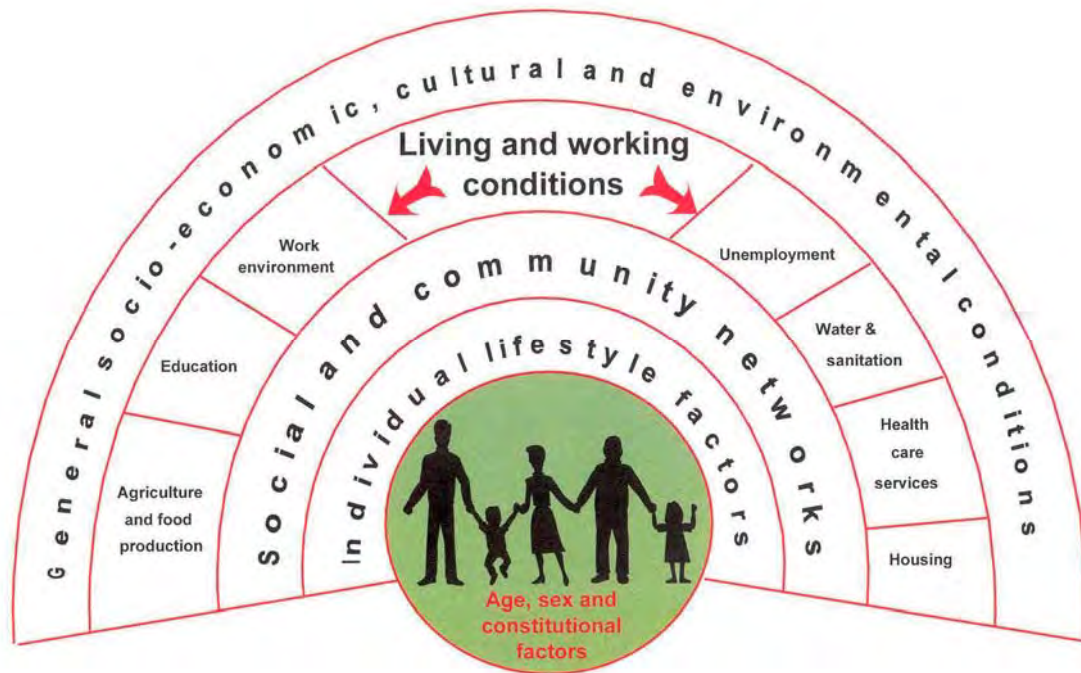 General socio-economic, cultural and environmental conditions
Living and working
conditions
Work
environment
Unemployment
Education
Water &
sanitation
Agriculture
and food
production
Health
care
services
Housing
Social and community networks
Individual lifestyle factors
Age, sex and
constitutional
factors